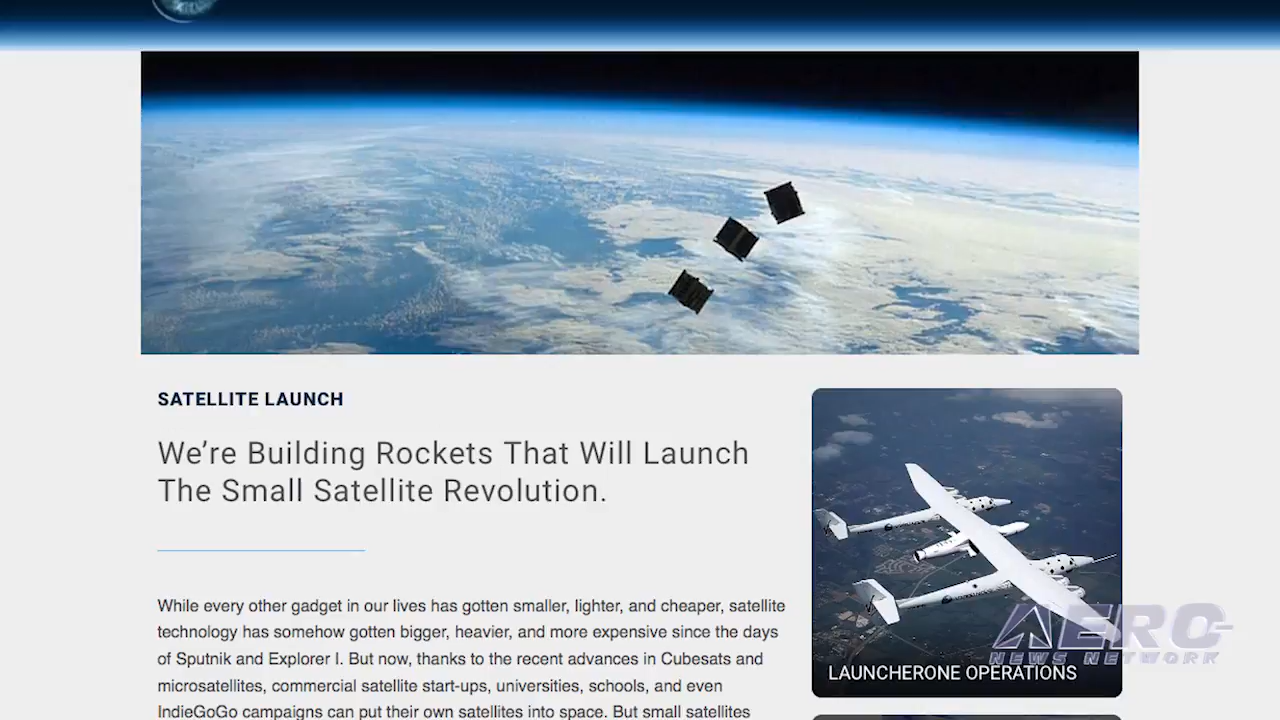 SATELLITE LAUNCH
We're Building Rockets That Will Launch
The Small Satellite Revolution.
While every other gadget in our lives has gotten smaller, lighter, and cheaper, satellite
technology has somehow gotten bigger, heavier, and more expensive since the days
of Sputnik and Explorer I. But now thanks to the recent advances in Cubesats and
microsatellites, commercial satellite start-ups, universities, schools, and even
IndieGoGo campaigns can put their own satellites into space. But small satellites
LAUNCHERONE OPERATIONS
AERO
NEWS NETWORK